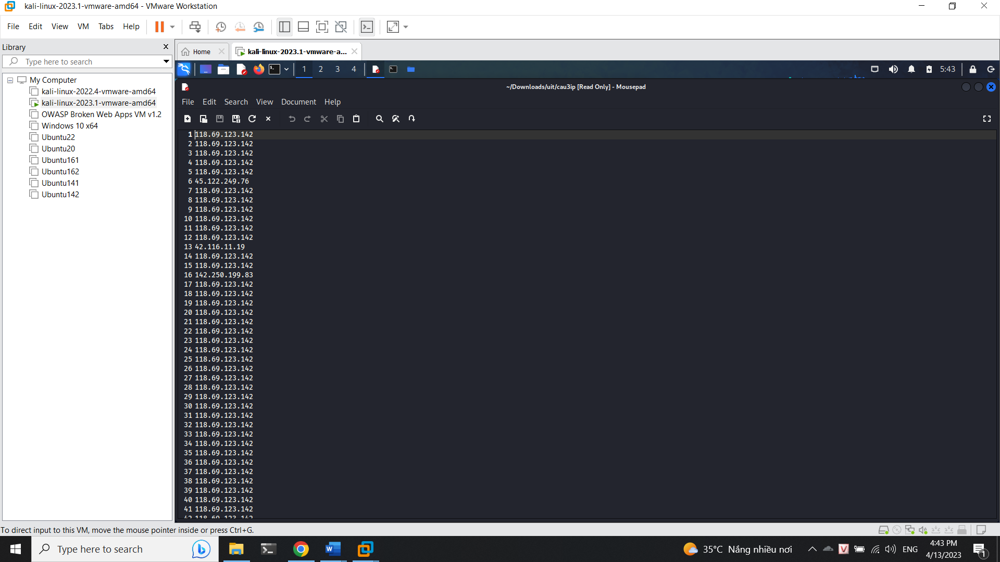 kali-linux-2023.1-vmware-amd64 - VMware Workstation
File Edit View VM Tabs Help
Library
Type here to search
My Computer
kali-linux-2022.4-vmware-amd64
kali-linux-2023.1-vmware-amd64
OWASP Broken Web Apps VM v1.2
Windows 10 x64
Ubuntu22
Ubuntu20
Ubuntu161
Ubuntu162
Ubuntu141
Ubuntu142
Home kali-linux-2023.1-vmware-a...
1 2 3 4 5:43
~/Downloads/uit/cau3ip [Read Only] - Mousepad
File Edit Search View Document Help
1 118.69.123.142
2 118.69.123.142
3 118.69.123.142
4 118.69.123.142
5 118.69.123.142
6 45.122.249.76
7 118.69.123.142
8 118.69.123.142
9 118.69.123.142
10 118.69.123.142
11 118.69.123.142
12 118.69.123.142
13 42.116.11.19
14 118.69.123.142
15 118.69.123.142
16 142.250.199.83
17 118.69.123.142
18 118.69.123.142
19 118.69.123.142
20 118.69.123.142
21 118.69.123.142
22 118.69.123.142
23 118.69.123.142
24 118.69.123.142
25 118.69.123.142
26 118.69.123.142
27 118.69.123.142
28 118.69.123.142
29 118.69.123.142
30 118.69.123.142
31 118.69.123.142
32 118.69.123.142
33 118.69.123.142
34 118.69.123.142
35 118.69.123.142
36 118.69.123.142
37 118.69.123.142
38 118.69.123.142
39 118.69.123.142
40 118.69.123.142
41 118.69.123.142
42 118.69.123.142
To direct input to this VM, move the mouse pointer inside or press Ctrl+G.
Type here to search
35°C Nắng nhiều nơi
ENG
4:43 PM
4/13/2023
1